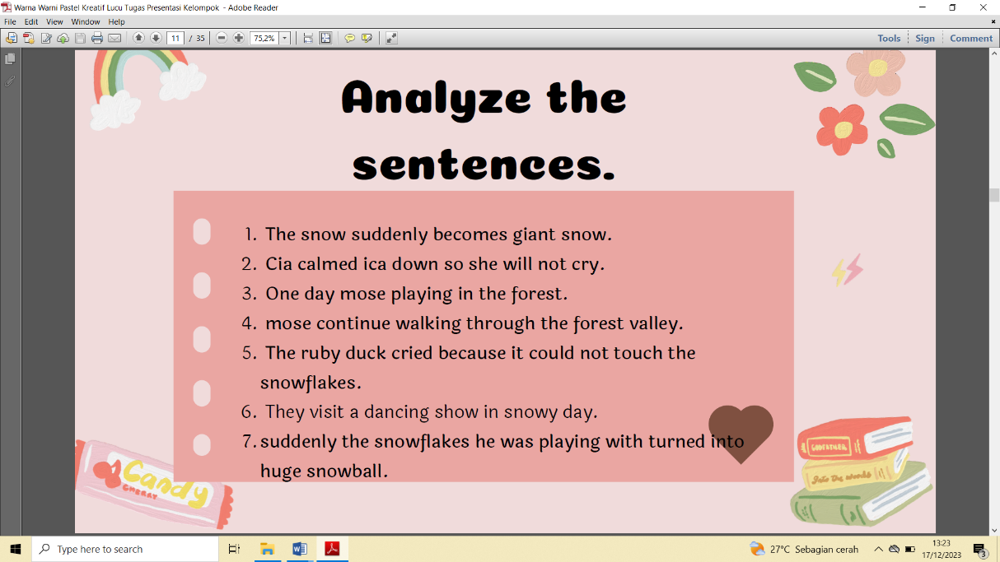 Warna Warni Pastel Kreatif Lucu Tugas Presentasi Kelompok - Adobe Reader
File Edit View Window Help
11 / 35 75,2% Tools Sign Comment
Analyze the
sentences.
1. The snow suddenly becomes giant snow.
2. Cia calmed ica down so she will not cry.
3. One day mose playing in the forest.
4. mose continue walking through the forest valley.
5. The ruby duck cried because it could not touch the
snowflakes.
6. They visit a dancing show in snowy day.
7. suddenly the snowflakes he was playing with turned into
huge snowball.
Candy
CHERRY
GODFATHER
Into the woods
Type here to search
27°C Sebagian cerah
13:23
17/12/2023
3